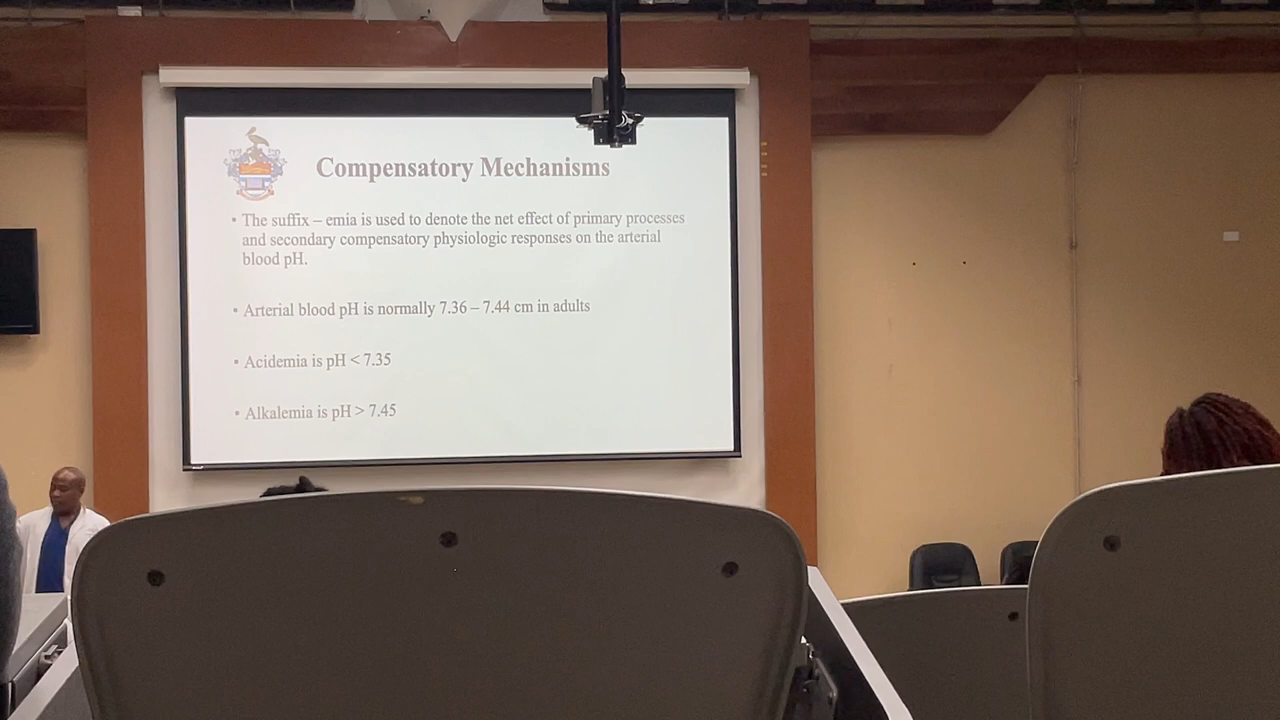 Compensatory Mechanisms
• The suffix – emia is used to denote the net effect of primary processes
and secondary compensatory physiologic responses on the arterial
blood pH.
• Arterial blood pH is normally 7.36 – 7.44 cm in adults
• Acidemia is pH < 7.35
• Alkalemia is pH > 7.45